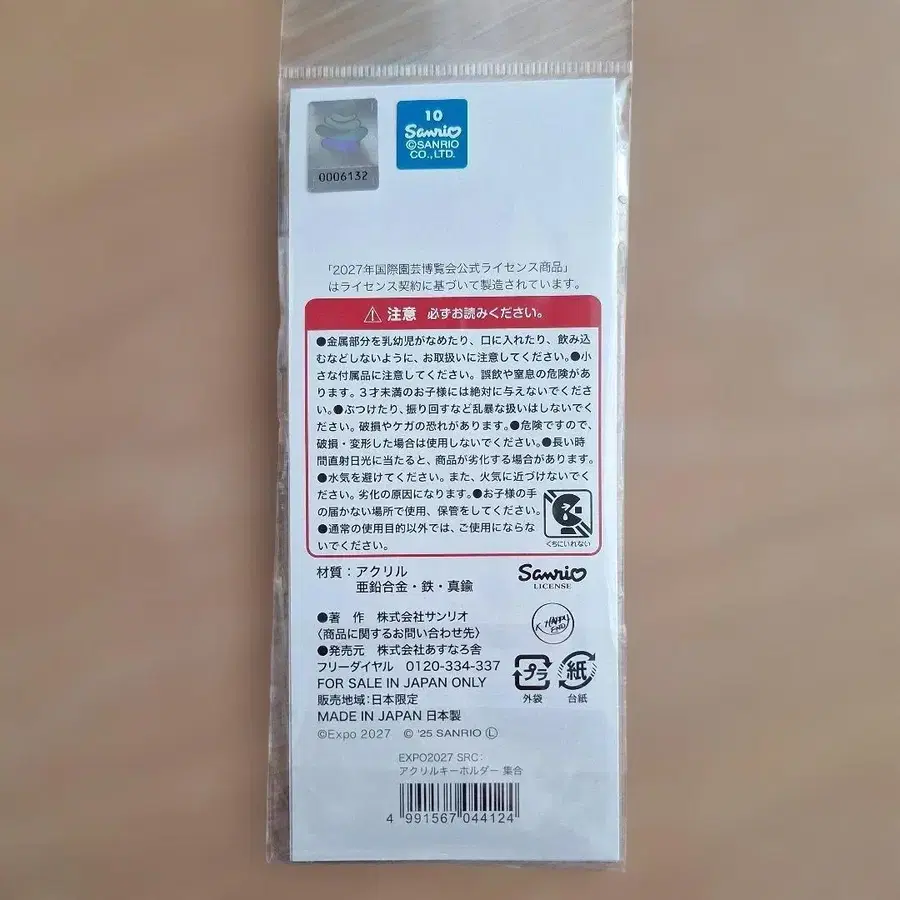 0006132
10
Sanrio
©SANRIO
CO.,LTD.
「2027年国際園芸博覧会公式ライセンス商品」
はライセンス契約に基づいて製造されています。
注意 必ずお読みください。
●金属部分を乳幼児がなめたり、口に入れたり、飲み込
むなどしないように、お取扱いに注意してください。●小
さな付属品に注意してください。誤飲や窒息の危険があ
ります。3才未満のお子様には絶対に与えないでくださ
い。●ぶつけたり、振り回すなど乱暴な扱いはしないでく
ださい。破損やケガの恐れがあります。●危険ですので、
破損・変形した場合は使用しないでください。●長い時
間直射日光に当たると、商品が劣化する場合があります。
●水気を避けてください。また、火気に近づけないでく
ださい。劣化の原因になります。●お子様の手
の届かない場所で使用、保管をしてください。
●通常の使用目的以外では、ご使用にならな
いでください。
くちにいれない
材質：アクリル
亜鉛合金・鉄・真鍮
Sanrio
LICENSE
●著　作　株式会社サンリオ
〈商品に関するお問い合わせ先〉
●発売元　株式会社あすなろ舎
フリーダイヤル　0120-334-337
FOR SALE IN JAPAN ONLY
販売地域：日本限定
MADE IN JAPAN 日本製
©Expo 2027　© '25 SANRIO Ⓛ
プラ
外袋
紙
台紙
EXPO2027 SRC：
アクリルキーホルダー 集合
4 991567 044124